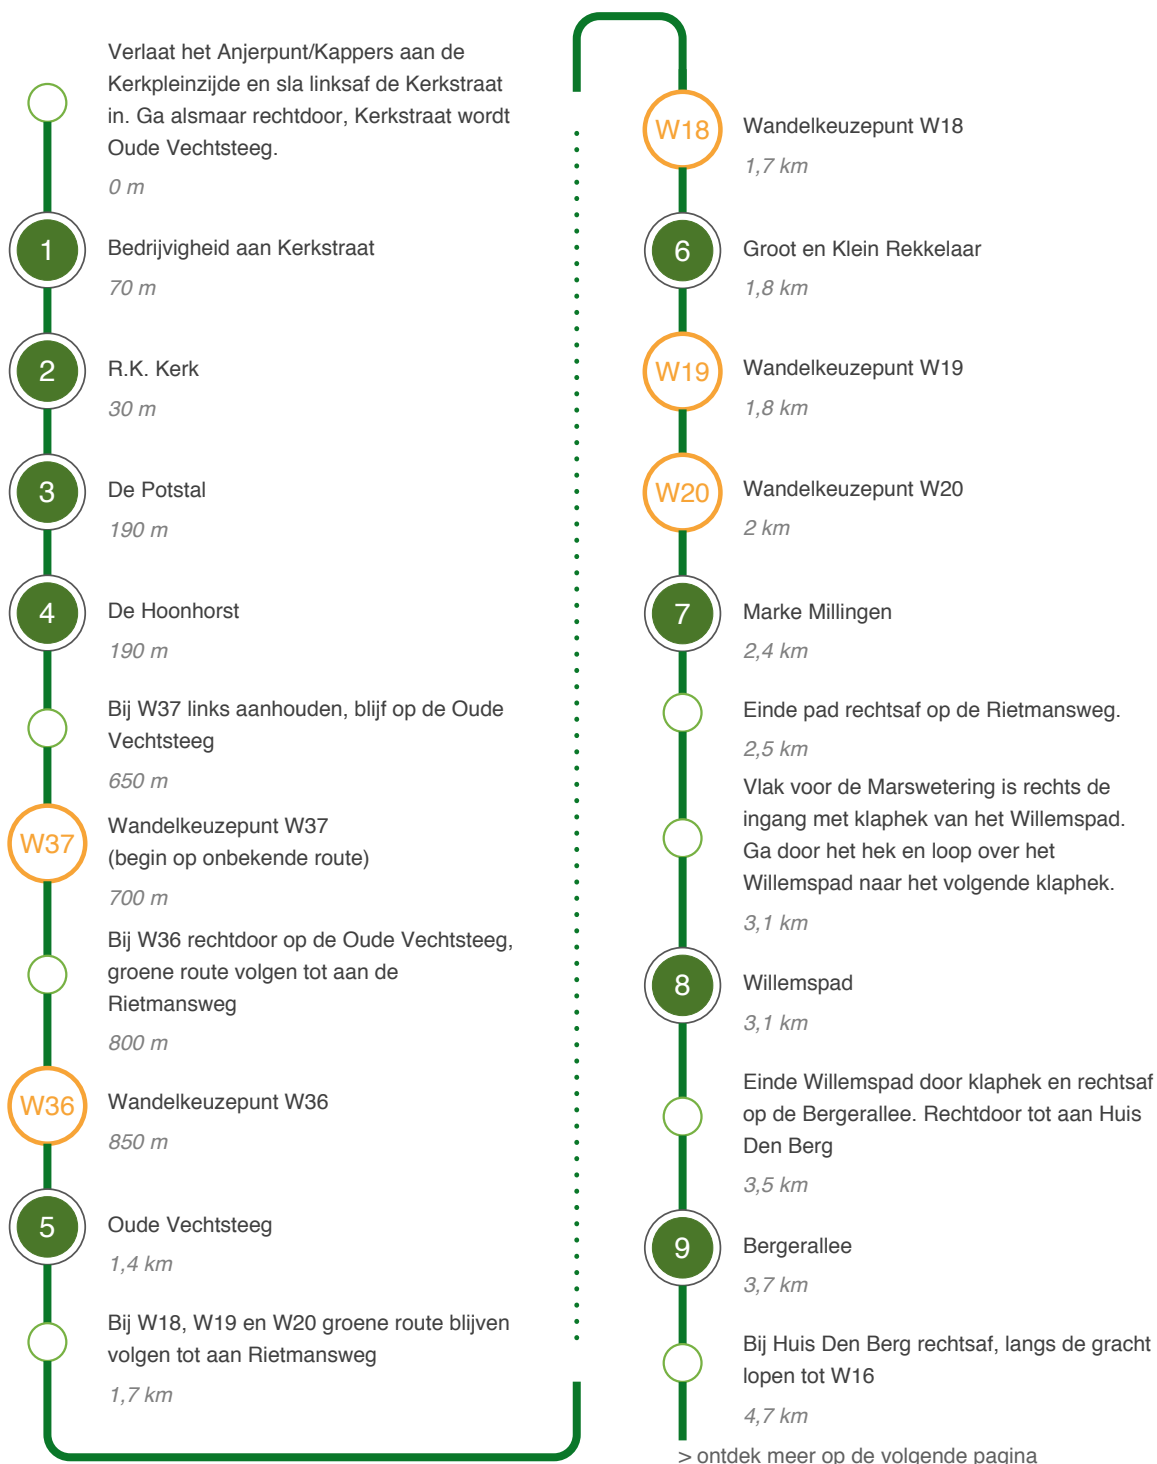 Verlaat het Anjerpunt/Kappers aan de
Kerkpleinzijde en sla linksaf de Kerkstraat
in. Ga alsmaar rechtdoor, Kerkstraat wordt
Oude Vechtsteeg.
0 m
1
Bedrijvigheid aan Kerkstraat
70 m
2
R.K. Kerk
30 m
3
De Potstal
190 m
4
De Hoonhorst
190 m
Bij W37 links aanhouden, blijf op de Oude
Vechtsteeg
650 m
W37
Wandelkeuzepunt W37
(begin op onbekende route)
700 m
Bij W36 rechtdoor op de Oude Vechtsteeg,
groene route volgen tot aan de
Rietmansweg
800 m
W36
Wandelkeuzepunt W36
850 m
5
Oude Vechtsteeg
1,4 km
Bij W18, W19 en W20 groene route blijven
volgen tot aan Rietmansweg
1,7 km
W18
Wandelkeuzepunt W18
1,7 km
6
Groot en Klein Rekkelaar
1,8 km
W19
Wandelkeuzepunt W19
1,8 km
W20
Wandelkeuzepunt W20
2 km
7
Marke Millingen
2,4 km
Einde pad rechtsaf op de Rietmansweg.
2,5 km
Vlak voor de Marswetering is rechts de
ingang met klaphek van het Willemspad.
Ga door het hek en loop over het
Willemspad naar het volgende klaphek.
3,1 km
8
Willemspad
3,1 km
Einde Willemspad door klaphek en rechtsaf
op de Bergerallee. Rechtdoor tot aan Huis
Den Berg
3,5 km
9
Bergerallee
3,7 km
Bij Huis Den Berg rechtsaf, langs de gracht
lopen tot W16
4,7 km
> ontdek meer op de volgende pagina